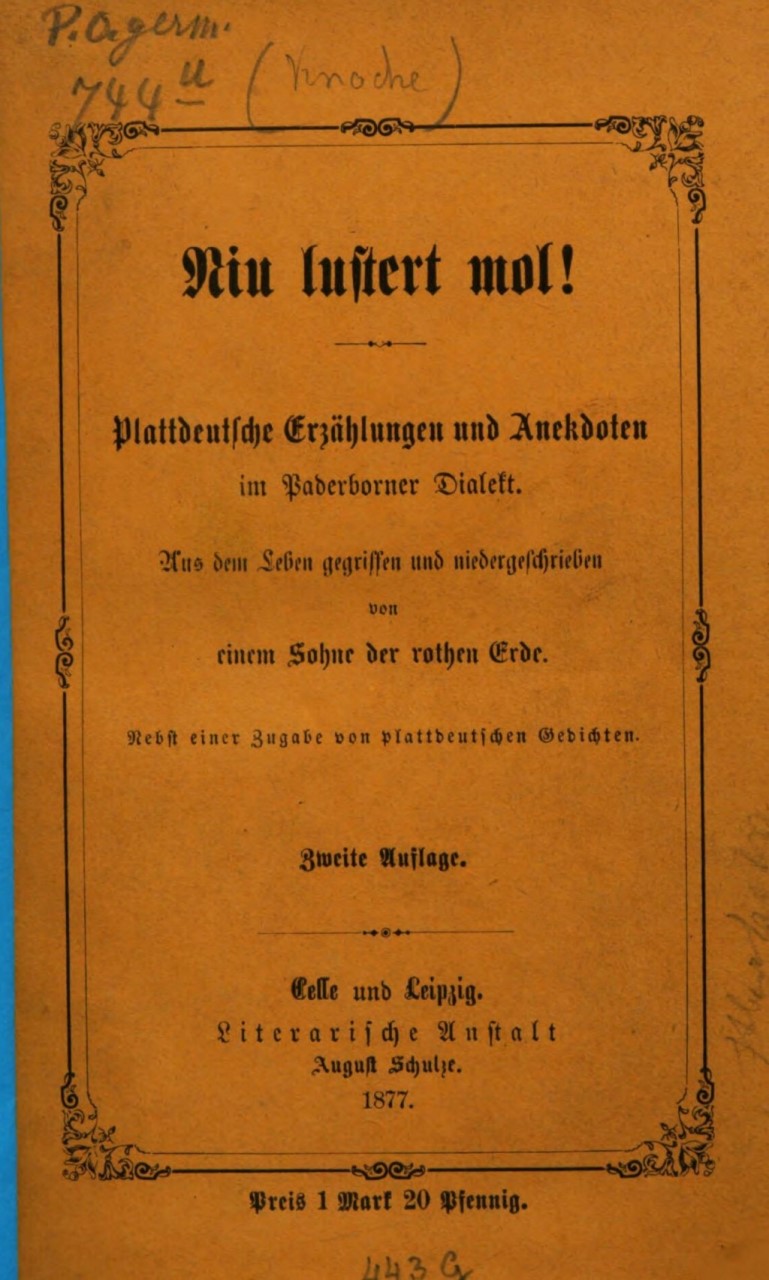 P.o.germ.
744 u (Knoche)
Niu lustert mol!
Plattdeutsche Erzählungen und Anekdoten
im Paderborner Dialekt.
Aus dem Leben gegriffen und niedergeschrieben
von
einem Sohne der rothen Erde.
Nebst einer Zugabe von plattdeutschen Gedichten.
Zweite Auflage.
Celle und Leipzig.
Literarische Anstalt
August Schulze.
1877.
Preis 1 Mark 20 Pfennig.
443 G